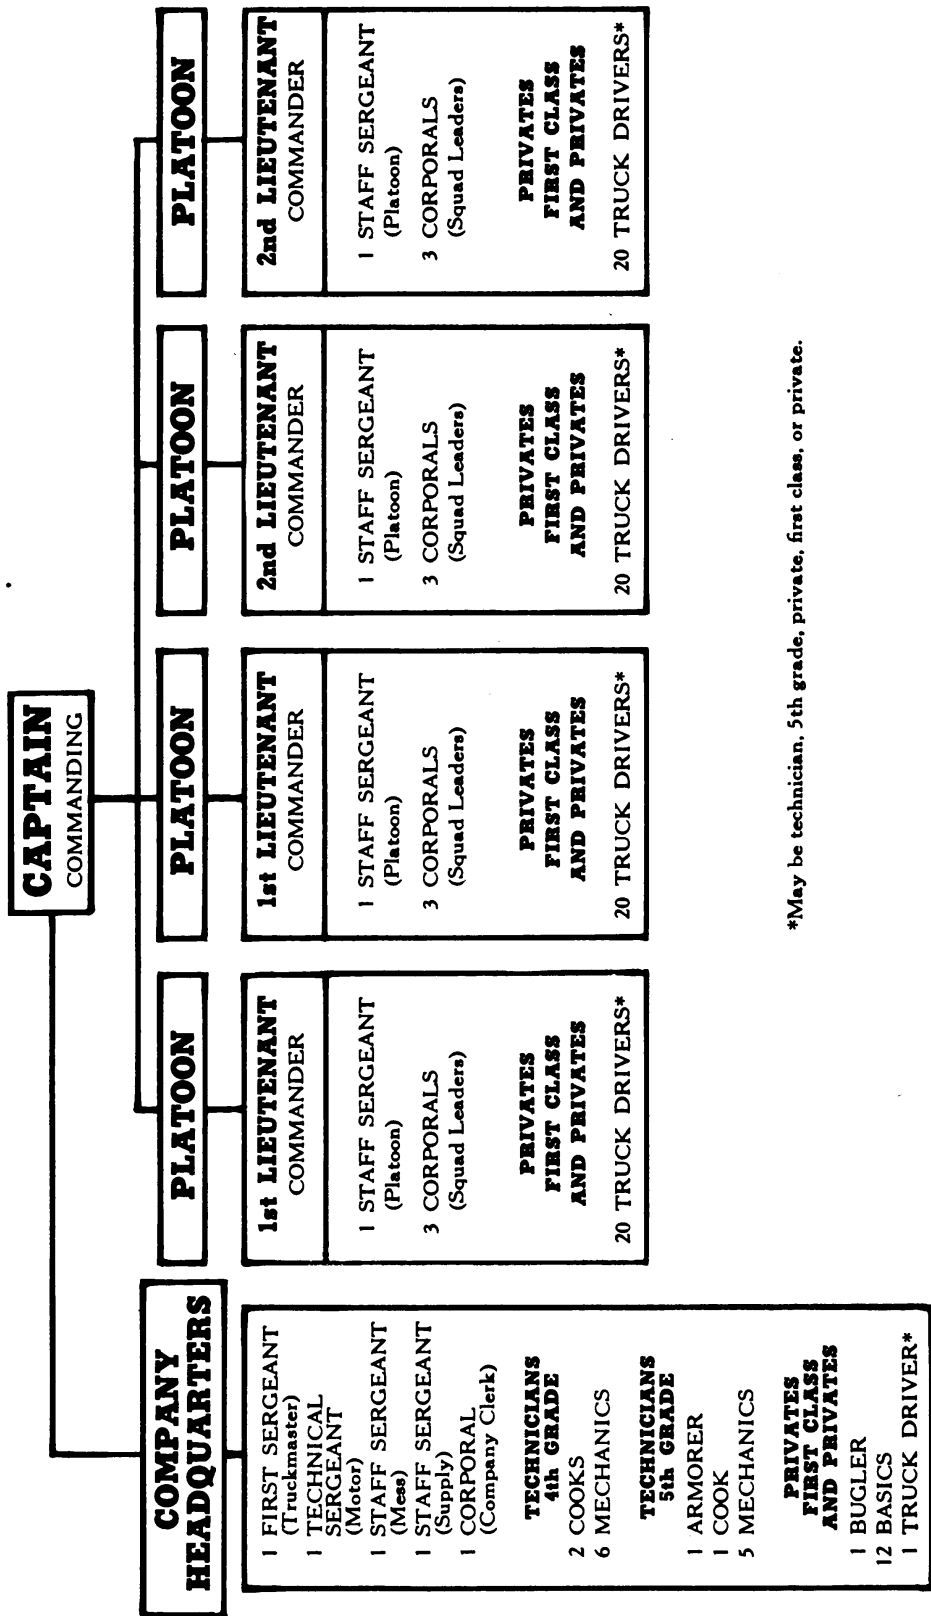 CAPTAIN
COMMANDING
COMPANY
HEADQUARTERS
1 FIRST SERGEANT
(Truckmaster)
1 TECHNICAL
SERGEANT
(Motor)
1 STAFF SERGEANT
(Mess)
1 STAFF SERGEANT
(Supply)
1 CORPORAL
(Company Clerk)
TECHNICIANS
4th GRADE
2 COOKS
6 MECHANICS
TECHNICIANS
5th GRADE
1 ARMORER
1 COOK
5 MECHANICS
PRIVATES
FIRST CLASS
AND PRIVATES
1 BUGLER
12 BASICS
1 TRUCK DRIVER*
PLATOON
1st LIEUTENANT
COMMANDER
1 STAFF SERGEANT
(Platoon)
3 CORPORALS
(Squad Leaders)
PRIVATES
FIRST CLASS
AND PRIVATES
20 TRUCK DRIVERS*
PLATOON
1st LIEUTENANT
COMMANDER
1 STAFF SERGEANT
(Platoon)
3 CORPORALS
(Squad Leaders)
PRIVATES
FIRST CLASS
AND PRIVATES
20 TRUCK DRIVERS*
PLATOON
2nd LIEUTENANT
COMMANDER
1 STAFF SERGEANT
(Platoon)
3 CORPORALS
(Squad Leaders)
PRIVATES
FIRST CLASS
AND PRIVATES
20 TRUCK DRIVERS*
PLATOON
2nd LIEUTENANT
COMMANDER
1 STAFF SERGEANT
(Platoon)
3 CORPORALS
(Squad Leaders)
PRIVATES
FIRST CLASS
AND PRIVATES
20 TRUCK DRIVERS*
*May be technician, 5th grade, private, first class, or private.